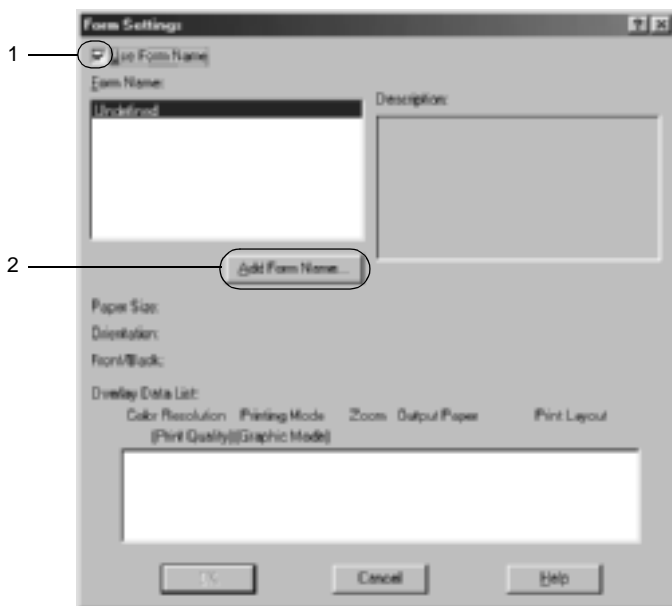 Form Settings
1
Use Form Name
Form Name:
Undefined
Description:
2
Add Form Name...
Paper Size:
Orientation:
Front/Back:
Overlay Data List:
Color Resolution Printing Mode Zoom Output Paper Print Layout
(Print Quality)(Graphic Mode)
OK Cancel Help